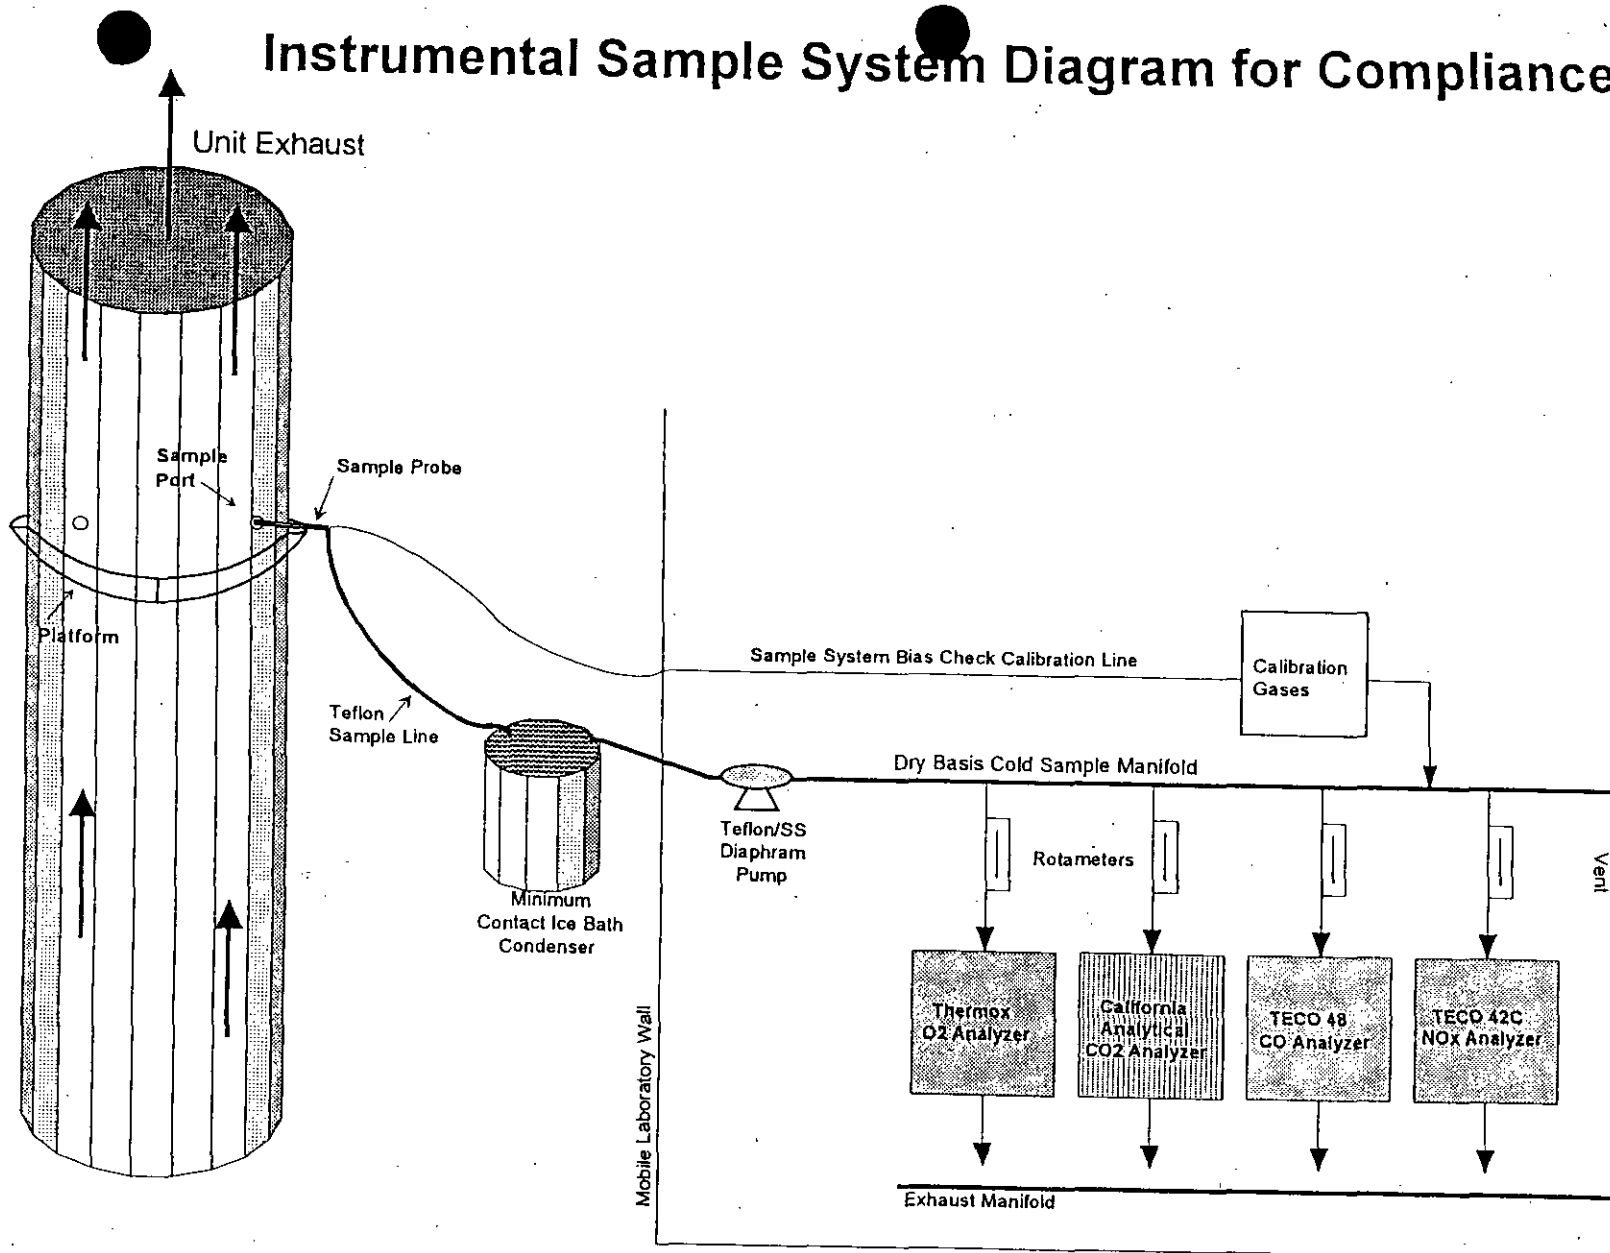 Instrumental Sample System Diagram for Compliance
Unit Exhaust
Sample
Port
Sample Probe
Platform
Teflon
Sample Line
Sample System Bias Check Calibration Line
Calibration
Gases
Dry Basis Cold Sample Manifold
Teflon/SS
Diaphram
Pump
Rotameters
Vent
Minimum
Contact Ice Bath
Condenser
Mobile Laboratory Wall
Thermox
O2 Analyzer
California
Analytical
CO2 Analyzer
TECO 48
CO Analyzer
TECO 42C
NOx Analyzer
Exhaust Manifold